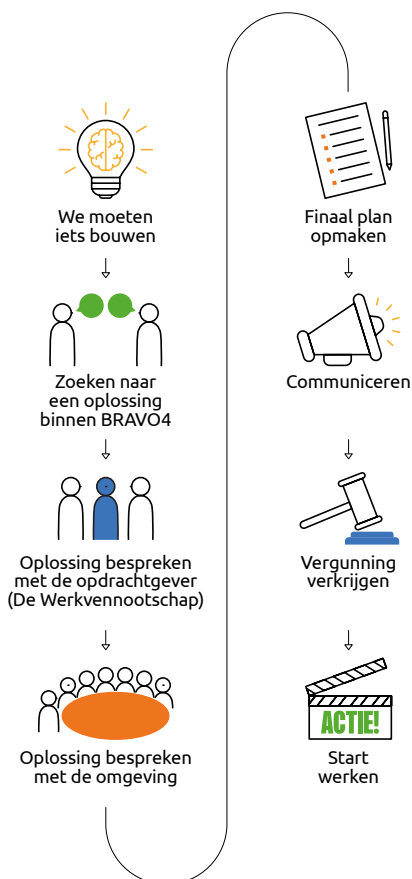 We moeten
iets bouwen
Zoeken naar
een oplossing
binnen BRAVO4
Oplossing bespreken
met de opdrachtgever
(De Werkvennootschap)
Oplossing bespreken
met de omgeving
Finaal plan
opmaken
Communiceren
Vergunning
verkrijgen
ACTIE!
Start
werken